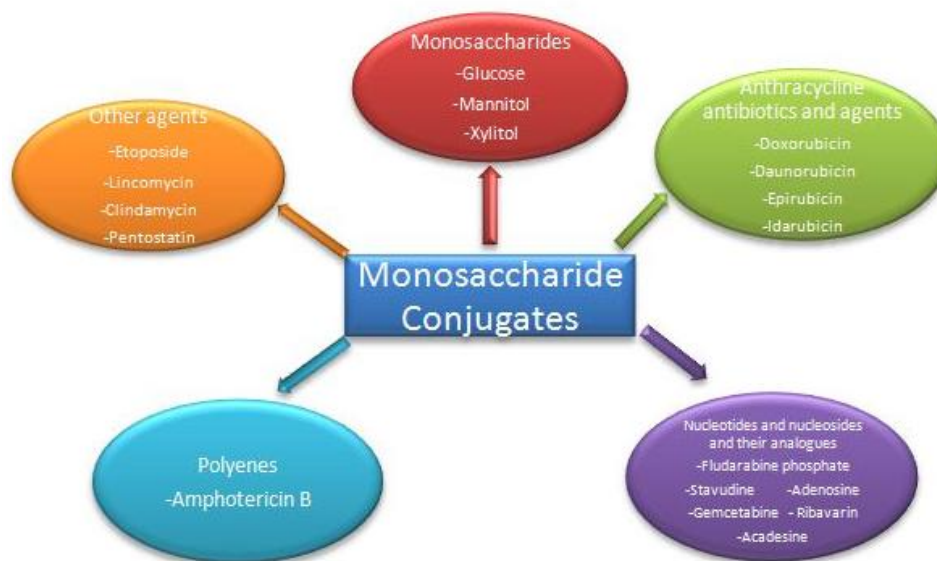 Monosaccharides
-Glucose
-Mannitol
-Xylitol
Other agents
-Etoposide
-Lincomycin
-Clindamycin
-Pentostatin
Anthracycline
antibiotics and agents
-Doxorubicin
-Daunorubicin
-Epirubicin
-Idarubicin
Monosaccharide
Conjugates
Polyenes
-Amphotericin B
Nucleotides and nucleosides
and their analogues
-Fludarabine phosphate
-Stavudine -Adenosine
-Gemcetabine - Ribavarin
-Acadesine